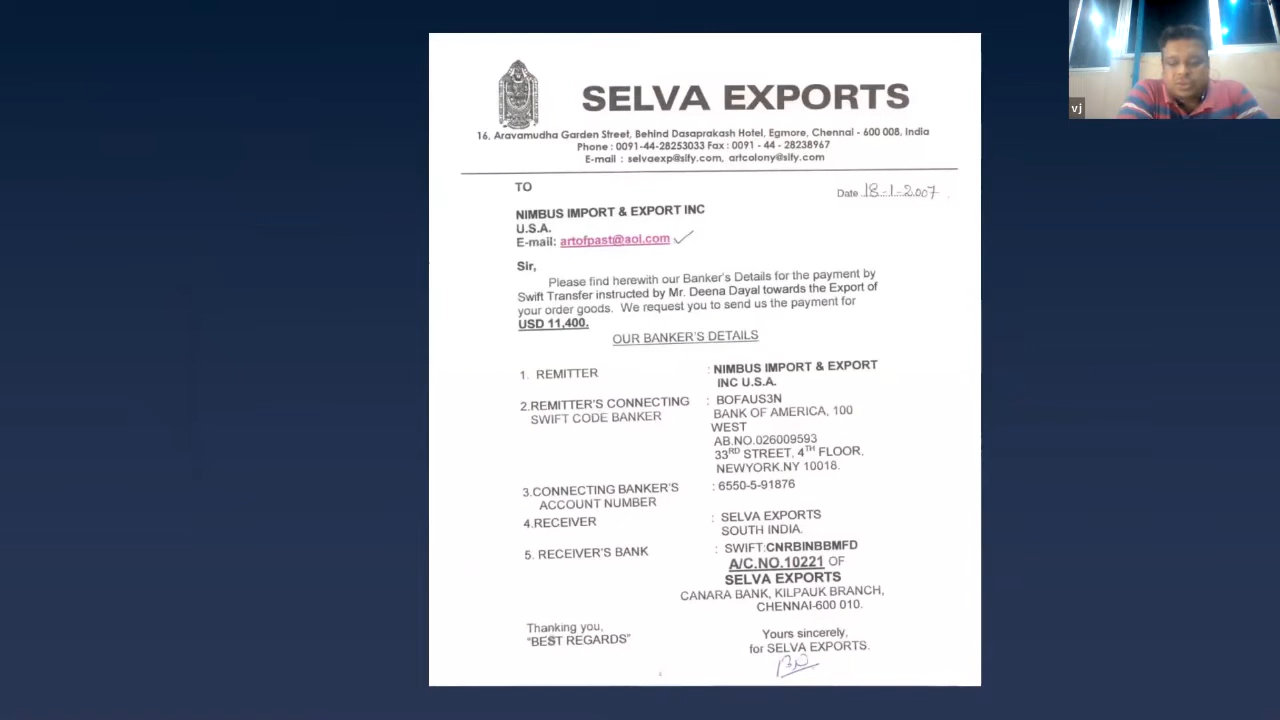 SELVA EXPORTS
16, Aravamudha Garden Street, Behind Dasaprakash Hotel, Egmore, Chennai - 600 008, India
Phone : 0091-44-28253033 Fax : 0091 - 44 - 28238967
E-mail : selvaexp@sify.com, artcolony@sify.com
TO
Date 18-1-2007
NIMBUS IMPORT & EXPORT INC
U.S.A.
E-mail: artofpast@aol.com
Sir,
Please find herewith our Banker's Details for the payment by
Swift Transfer instructed by Mr. Deena Dayal towards the Export of
your order goods. We request you to send us the payment for
USD 11,400.
OUR BANKER'S DETAILS
1. REMITTER : NIMBUS IMPORT & EXPORT
INC U.S.A.
2.REMITTER'S CONNECTING : BOFAUS3N
SWIFT CODE BANKER BANK OF AMERICA, 100
WEST
AB.NO.026009593
33RD STREET, 4TH FLOOR.
NEWYORK.NY 10018.
3.CONNECTING BANKER'S : 6550-5-91876
ACCOUNT NUMBER
4.RECEIVER : SELVA EXPORTS
SOUTH INDIA.
5. RECEIVER'S BANK : SWIFT:CNRBINBBMFD
A/C.NO.10221 OF
SELVA EXPORTS
CANARA BANK, KILPAUK BRANCH,
CHENNAI-600 010.
Thanking you,
"BEST REGARDS"
Yours sincerely,
for SELVA EXPORTS.
vj